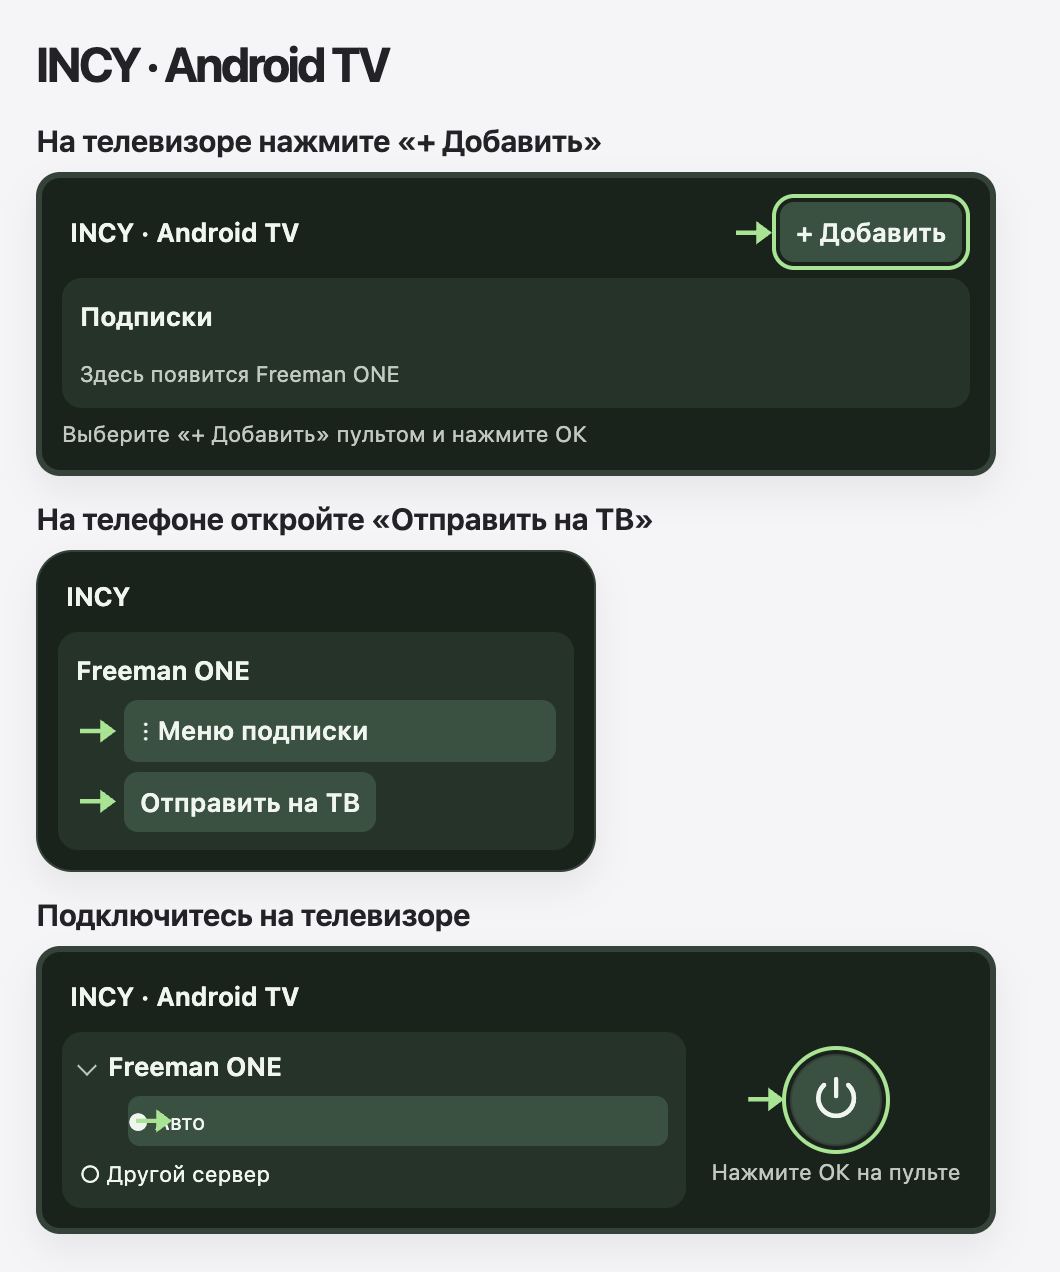 INCY · Android TV
На телевизоре нажмите «+ Добавить»
INCY · Android TV
+ Добавить
Подписки
Здесь появится Freeman ONE
Выберите «+ Добавить» пультом и нажмите OK
На телефоне откройте «Отправить на ТВ»
INCY
Freeman ONE
⋮ Меню подписки
Отправить на ТВ
Подключитесь на телевизоре
INCY · Android TV
Freeman ONE
Авто
Другой сервер
Нажмите OK на пульте